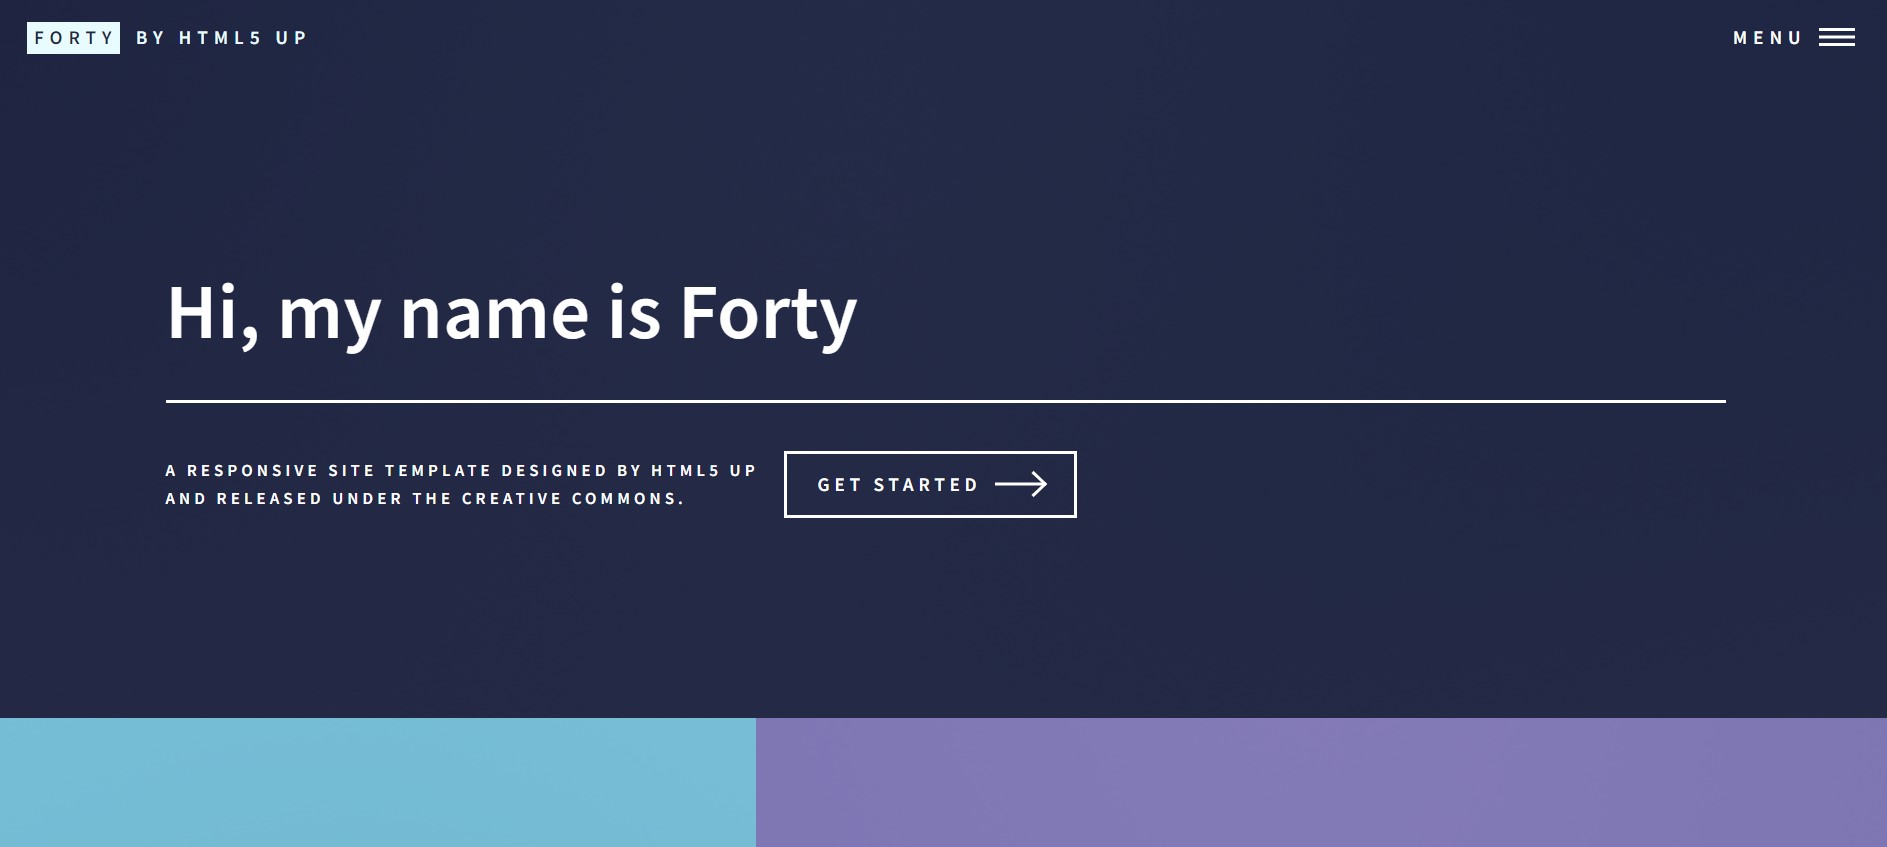 FORTY BY HTML5 UP
MENU
Hi, my name is Forty
A RESPONSIVE SITE TEMPLATE DESIGNED BY HTML5 UP
AND RELEASED UNDER THE CREATIVE COMMONS.
GET STARTED